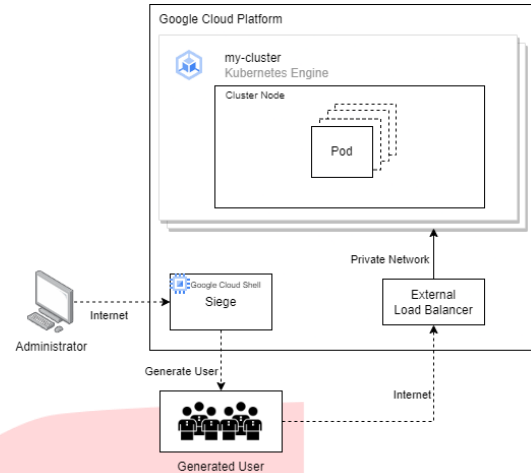 Google Cloud Platform
my-cluster
Kubernetes Engine
Cluster Node
Pod
Private Network
Google Cloud Shell
Siege
External
Load Balancer
Internet
Administrator
Generate User
Internet
Generated User